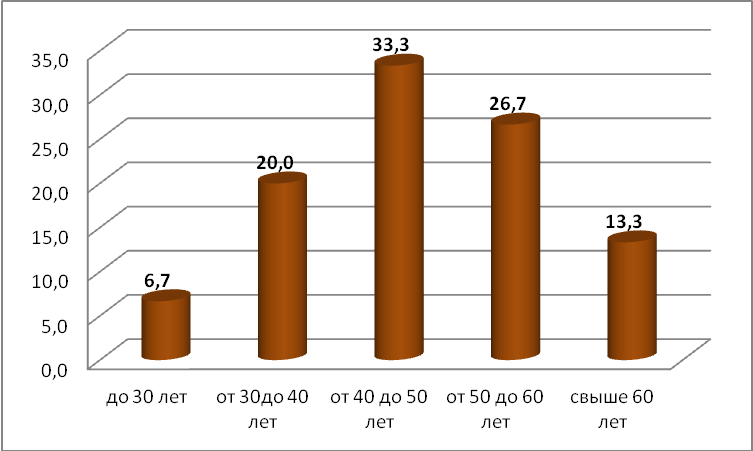 33,3
26,7
20,0
13,3
6,7
35,0
30,0
25,0
20,0
15,0
10,0
5,0
0,0
до 30 лет
от 30до 40
лет
от 40 до 50
лет
от 50 до 60
лет
свыше 60
лет